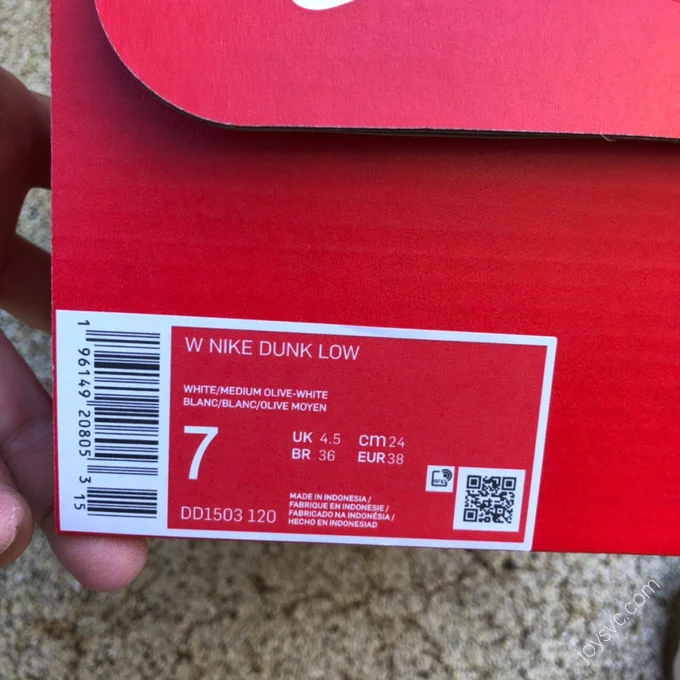 W NIKE DUNK LOW
WHITE/MEDIUM OLIVE-WHITE
BLANC/BLANC/OLIVE MOYEN
7
UK 4.5 cm 24
BR 36 EUR 38
DD1503 120
MADE IN INDONESIA /
FABRIQUE EN INDONESIE /
FABRICADO NA INDONÉSIA /
HECHO EN INDONESIAD
1 96149 20805 3 15
joysvc.com